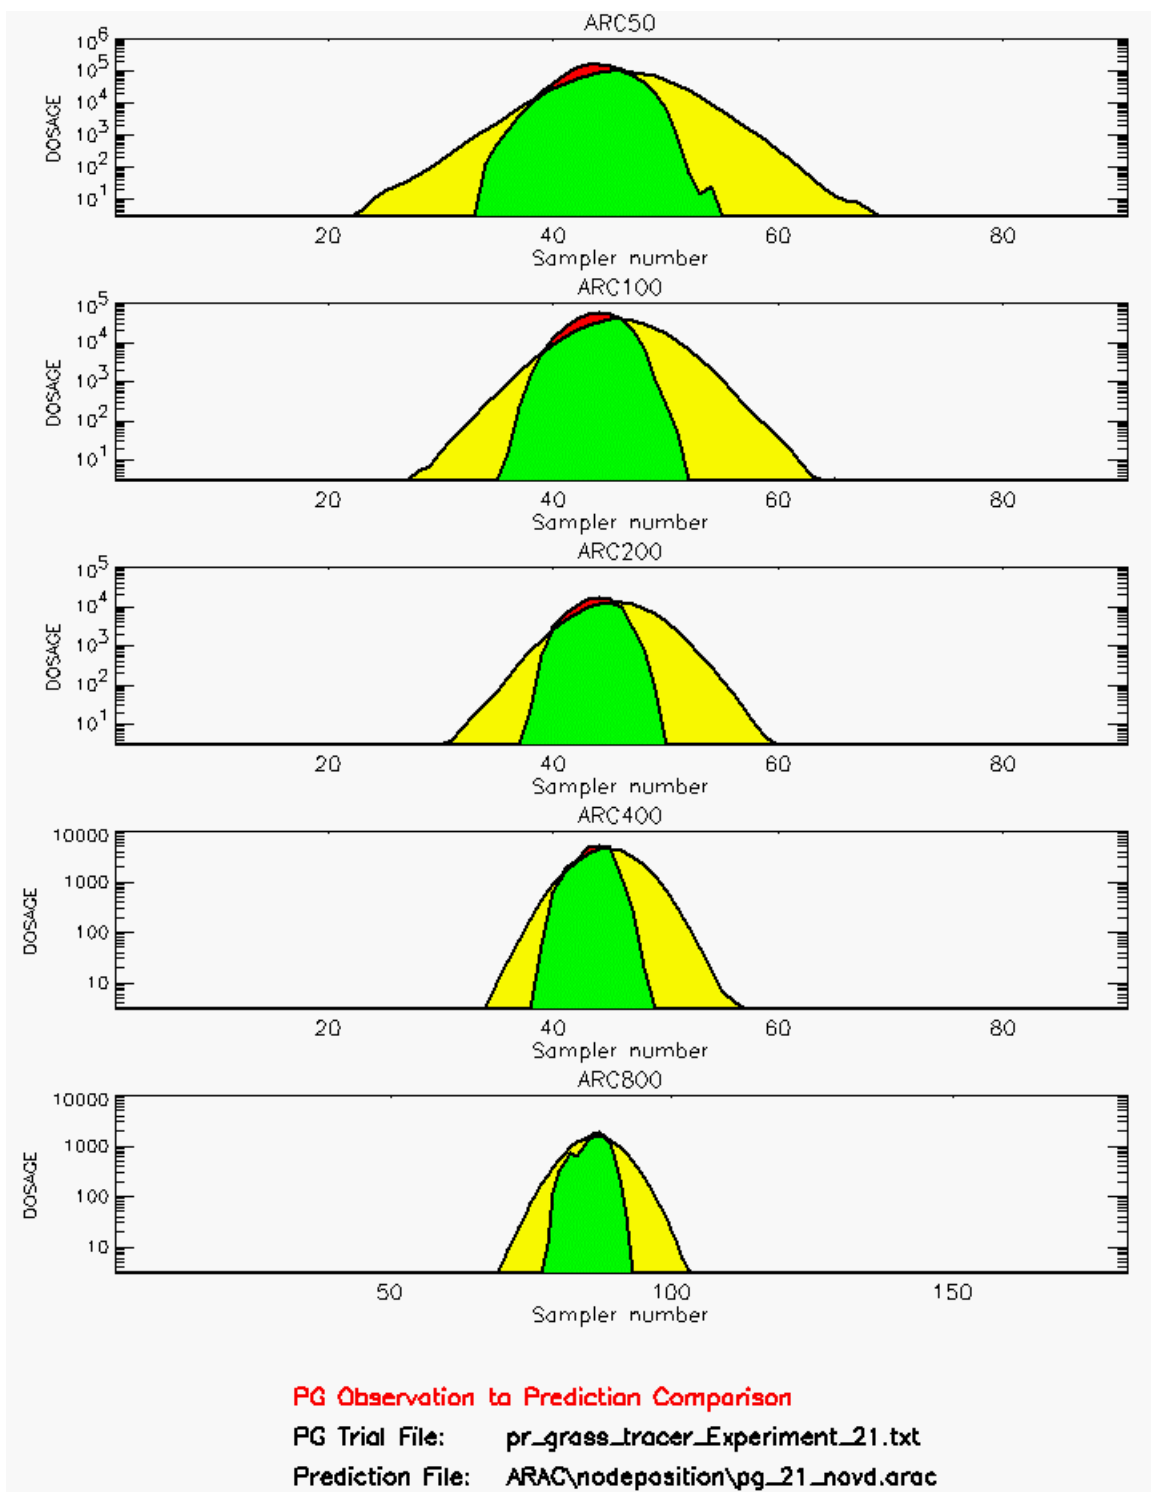 ARC50
10^6
10^5
10^4
10^3
10^2
10^1
DOSAGE
20 40 60 80
Sampler number
ARC100
10^5
10^4
10^3
10^2
10^1
DOSAGE
20 40 60 80
Sampler number
ARC200
10^5
10^4
10^3
10^2
10^1
DOSAGE
20 40 60 80
Sampler number
ARC400
10000
1000
100
10
DOSAGE
20 40 60 80
Sampler number
ARC800
10000
1000
100
10
DOSAGE
50 100 150
Sampler number
PG Observation to Prediction Comparison
PG Trial File: pr_grass_tracer_Experiment_21.txt
Prediction File: ARAC\nodeposition\pg_21_novd.arac